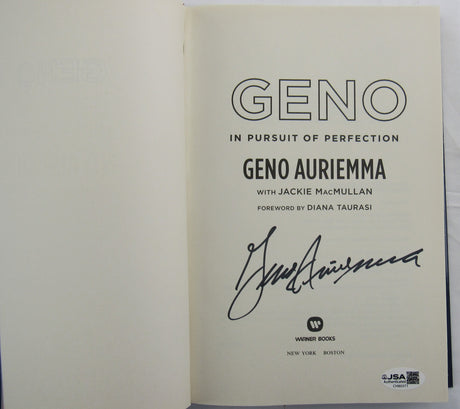 GENO
IN PURSUIT OF PERFECTION
GENO AURIEMMA
WITH JACKIE MACMULLAN
FOREWORD BY DIANA TAURASI
Geno Auriemma
WARNER BOOKS
NEW YORK BOSTON
JSA
Authenticated